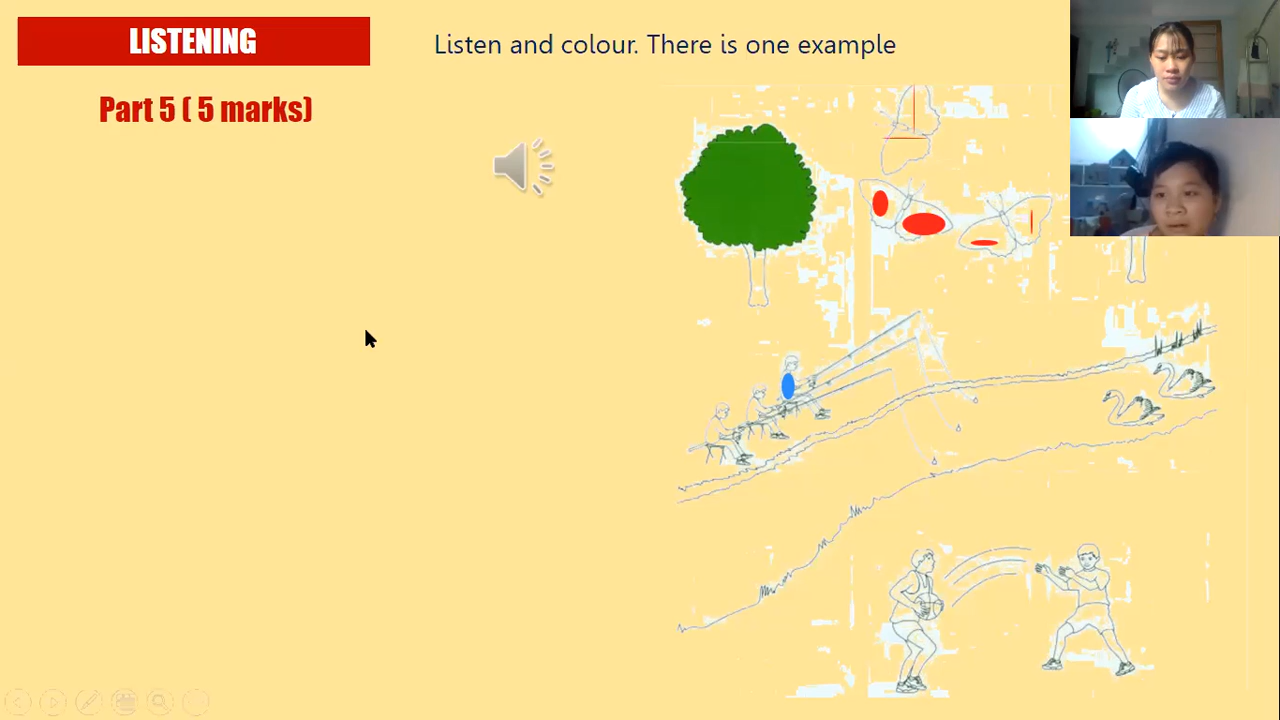 LISTENING
Listen and colour. There is one example
Part 5 ( 5 marks)